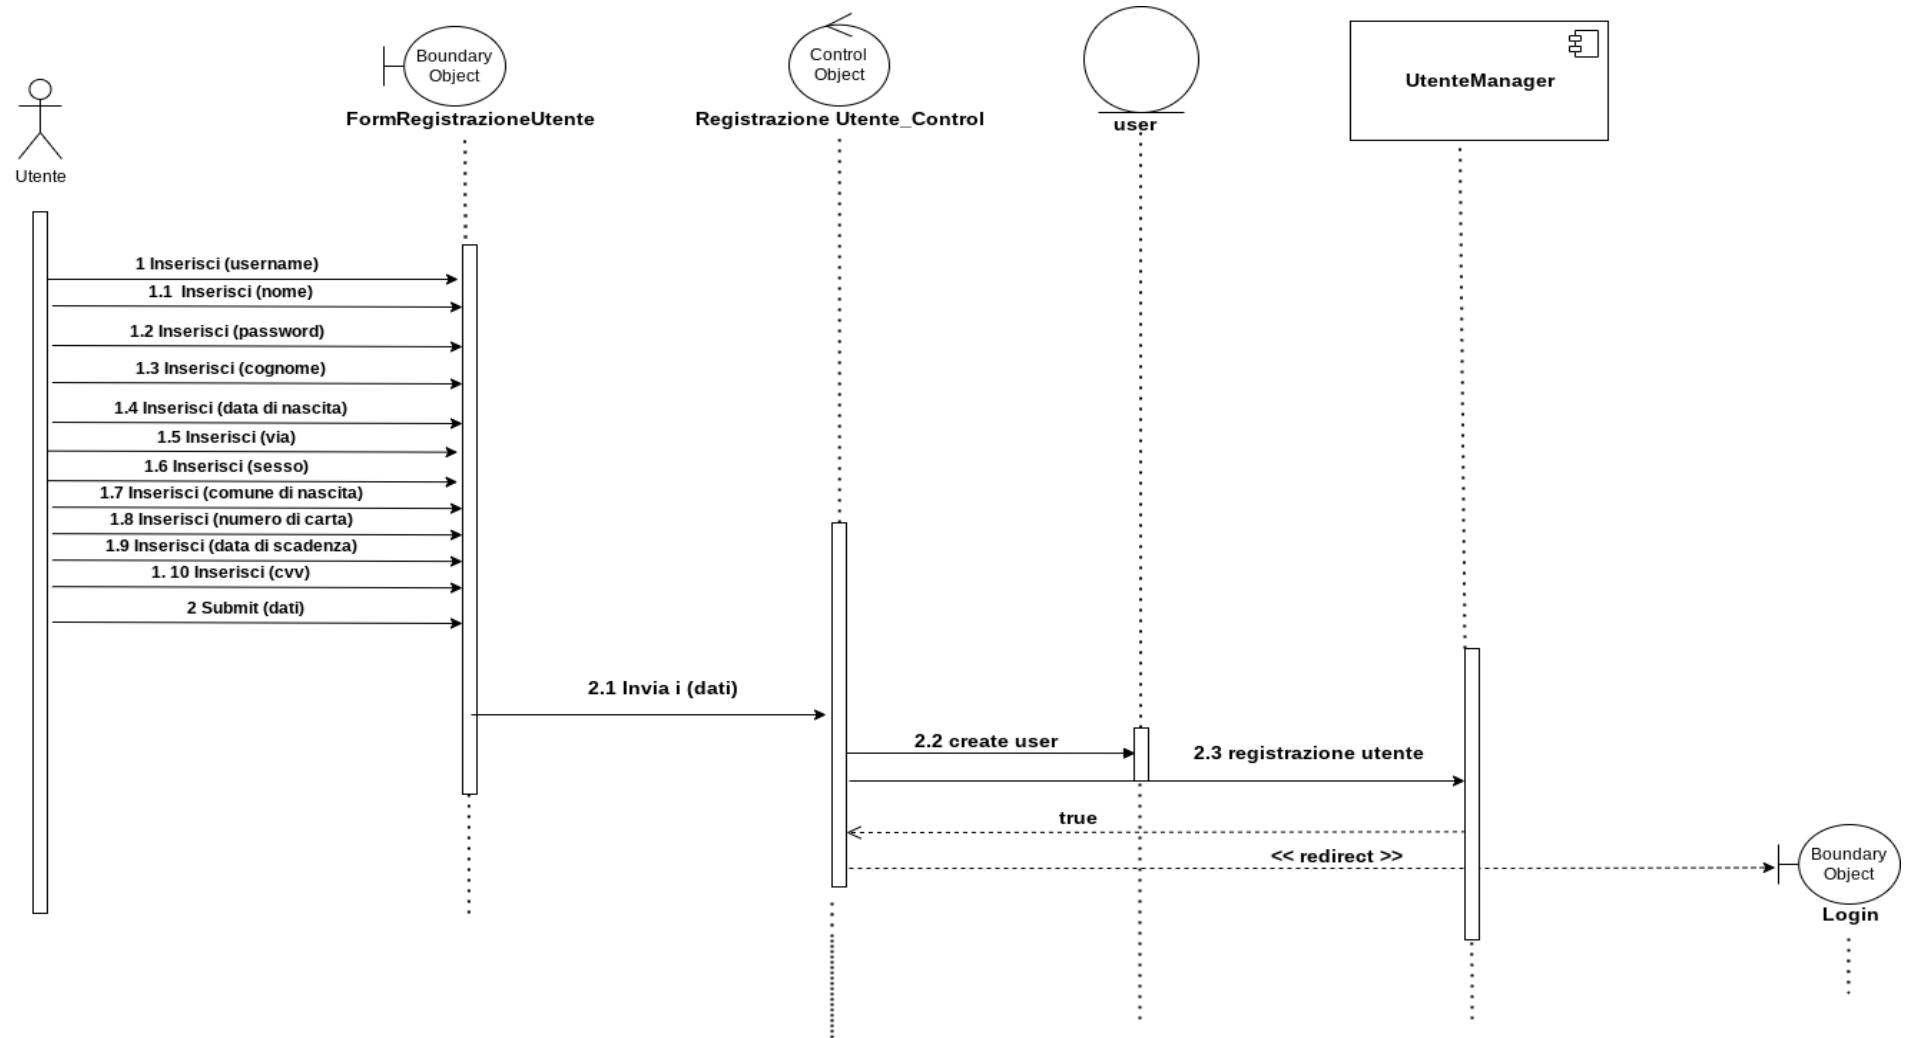 Boundary
Object
FormRegistrazioneUtente
Control
Object
Registrazione Utente_Control
user
UtenteManager
Utente
1 Inserisci (username)
1.1 Inserisci (nome)
1.2 Inserisci (password)
1.3 Inserisci (cognome)
1.4 Inserisci (data di nascita)
1.5 Inserisci (via)
1.6 Inserisci (sesso)
1.7 Inserisci (comune di nascita)
1.8 Inserisci (numero di carta)
1.9 Inserisci (data di scadenza)
1. 10 Inserisci (cvv)
2 Submit (dati)
2.1 Invia i (dati)
2.2 create user
2.3 registrazione utente
true
<< redirect >>
Boundary
Object
Login